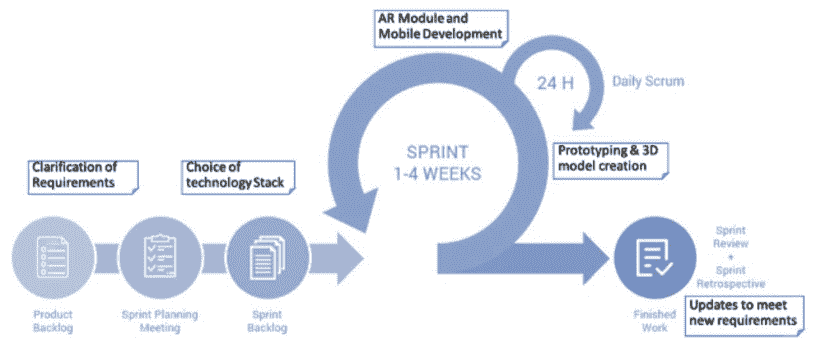 AR Module and
Mobile Development
24 H
Daily Scrum
SPRINT
1-4 WEEKS
Prototyping & 3D
model creation
Clarification of
Requirements
Choice of
technology Stack
Product
Backlog
Sprint Planning
Meeting
Sprint
Backlog
Finished
Work
Sprint
Review
+
Sprint
Retrospective
Updates to meet
new requirements